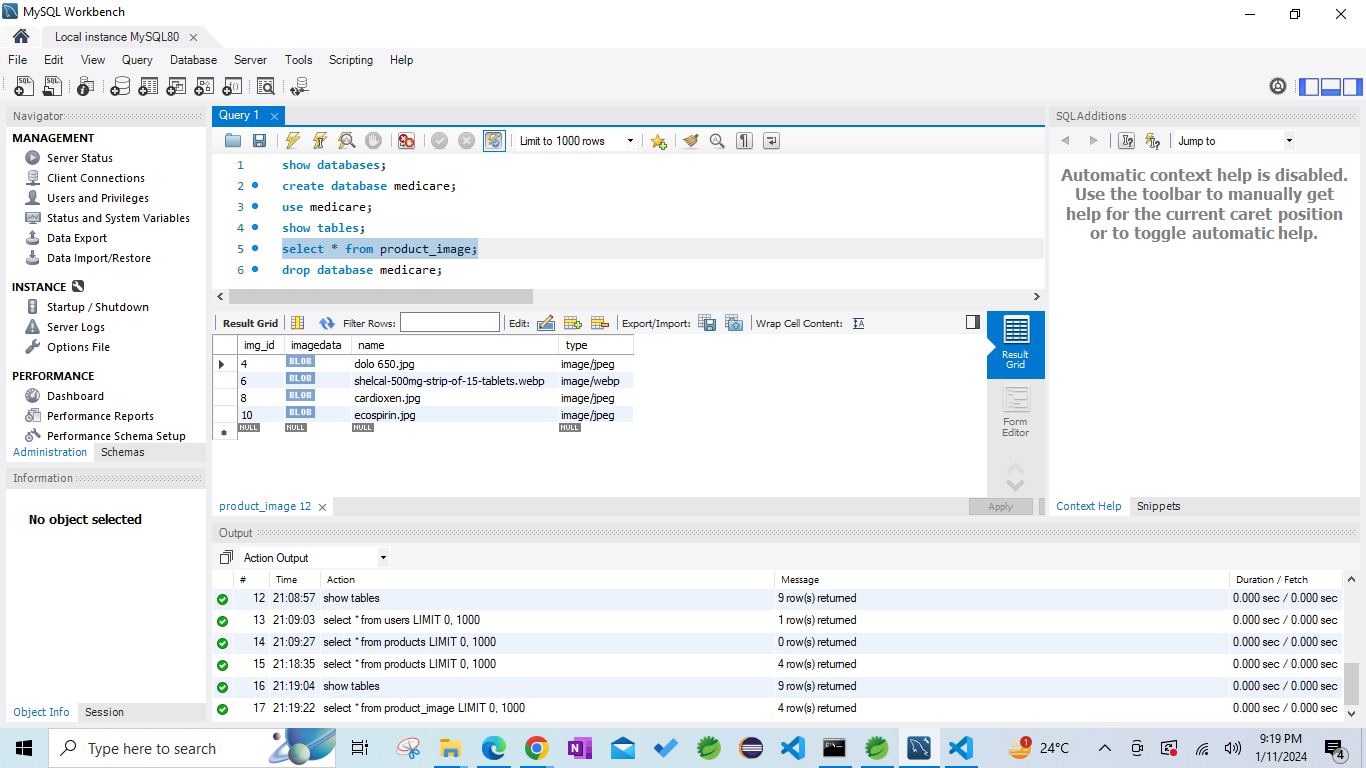 MySQL Workbench
Local instance MySQL80
File Edit View Query Database Server Tools Scripting Help
Navigator
MANAGEMENT
Server Status
Client Connections
Users and Privileges
Status and System Variables
Data Export
Data Import/Restore
INSTANCE
Startup / Shutdown
Server Logs
Options File
PERFORMANCE
Dashboard
Performance Reports
Performance Schema Setup
Administration Schemas
Information
No object selected
Object Info Session
Query 1
Limit to 1000 rows
1 show databases;
2 create database medicare;
3 use medicare;
4 show tables;
5 select * from product_image;
6 drop database medicare;
Result Grid Filter Rows: Edit: Export/Import: Wrap Cell Content:
img_id imagedata name type
4 BLOB dolo 650.jpg image/jpeg
6 BLOB shelcal-500mg-strip-of-15-tablets.webp image/webp
8 BLOB cardioxen.jpg image/jpeg
10 BLOB ecospirin.jpg image/jpeg
NULL NULL NULL NULL
Result
Grid
Form
Editor
product_image 12
Apply
SQLAdditions
Jump to
Automatic context help is disabled.
Use the toolbar to manually get
help for the current caret position
or to toggle automatic help.
Context Help Snippets
Output
Action Output
# Time Action Message Duration / Fetch
12 21:08:57 show tables 9 row(s) returned 0.000 sec / 0.000 sec
13 21:09:03 select * from users LIMIT 0, 1000 1 row(s) returned 0.000 sec / 0.000 sec
14 21:09:27 select * from products LIMIT 0, 1000 0 row(s) returned 0.000 sec / 0.000 sec
15 21:18:35 select * from products LIMIT 0, 1000 4 row(s) returned 0.000 sec / 0.000 sec
16 21:19:04 show tables 9 row(s) returned 0.000 sec / 0.000 sec
17 21:19:22 select * from product_image LIMIT 0, 1000 4 row(s) returned 0.000 sec / 0.000 sec
Type here to search
1
24°C
9:19 PM
1/11/2024
4